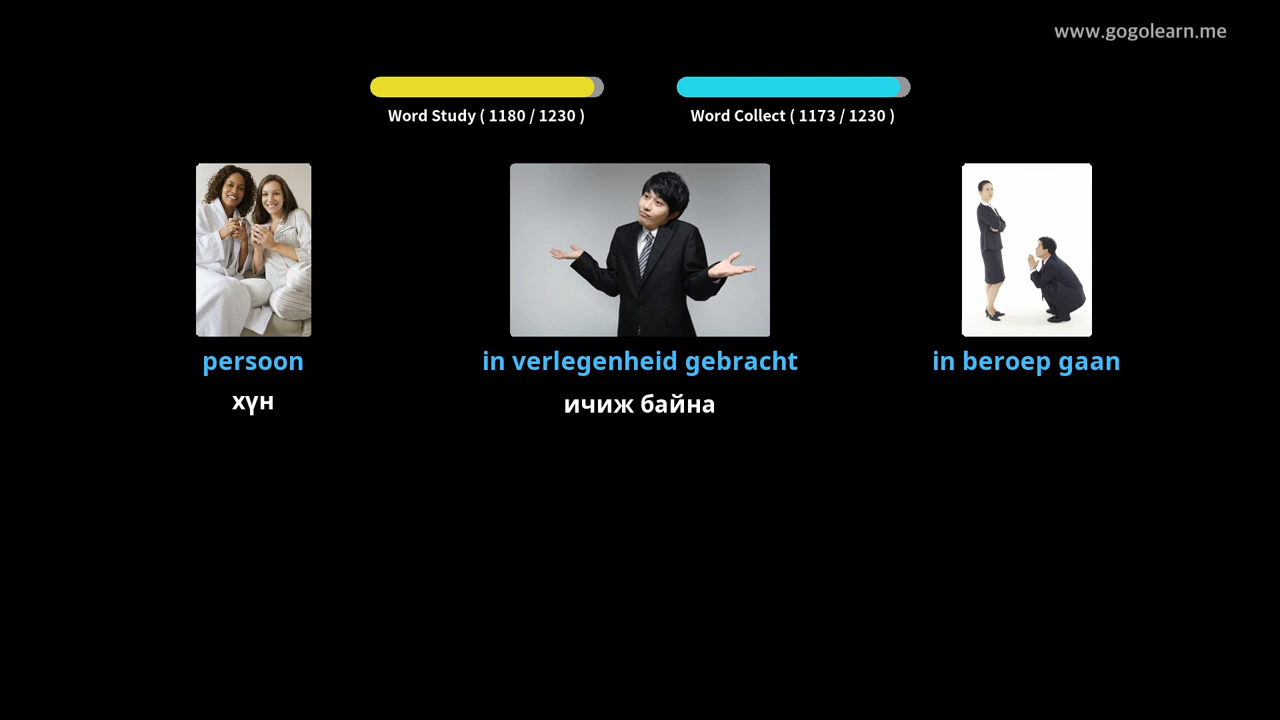 www.gogolearn.me
Word Study ( 1180 / 1230 )
Word Collect ( 1173 / 1230 )
persoon
in verlegenheid gebracht
in beroep gaan
хүн
ичиж байна